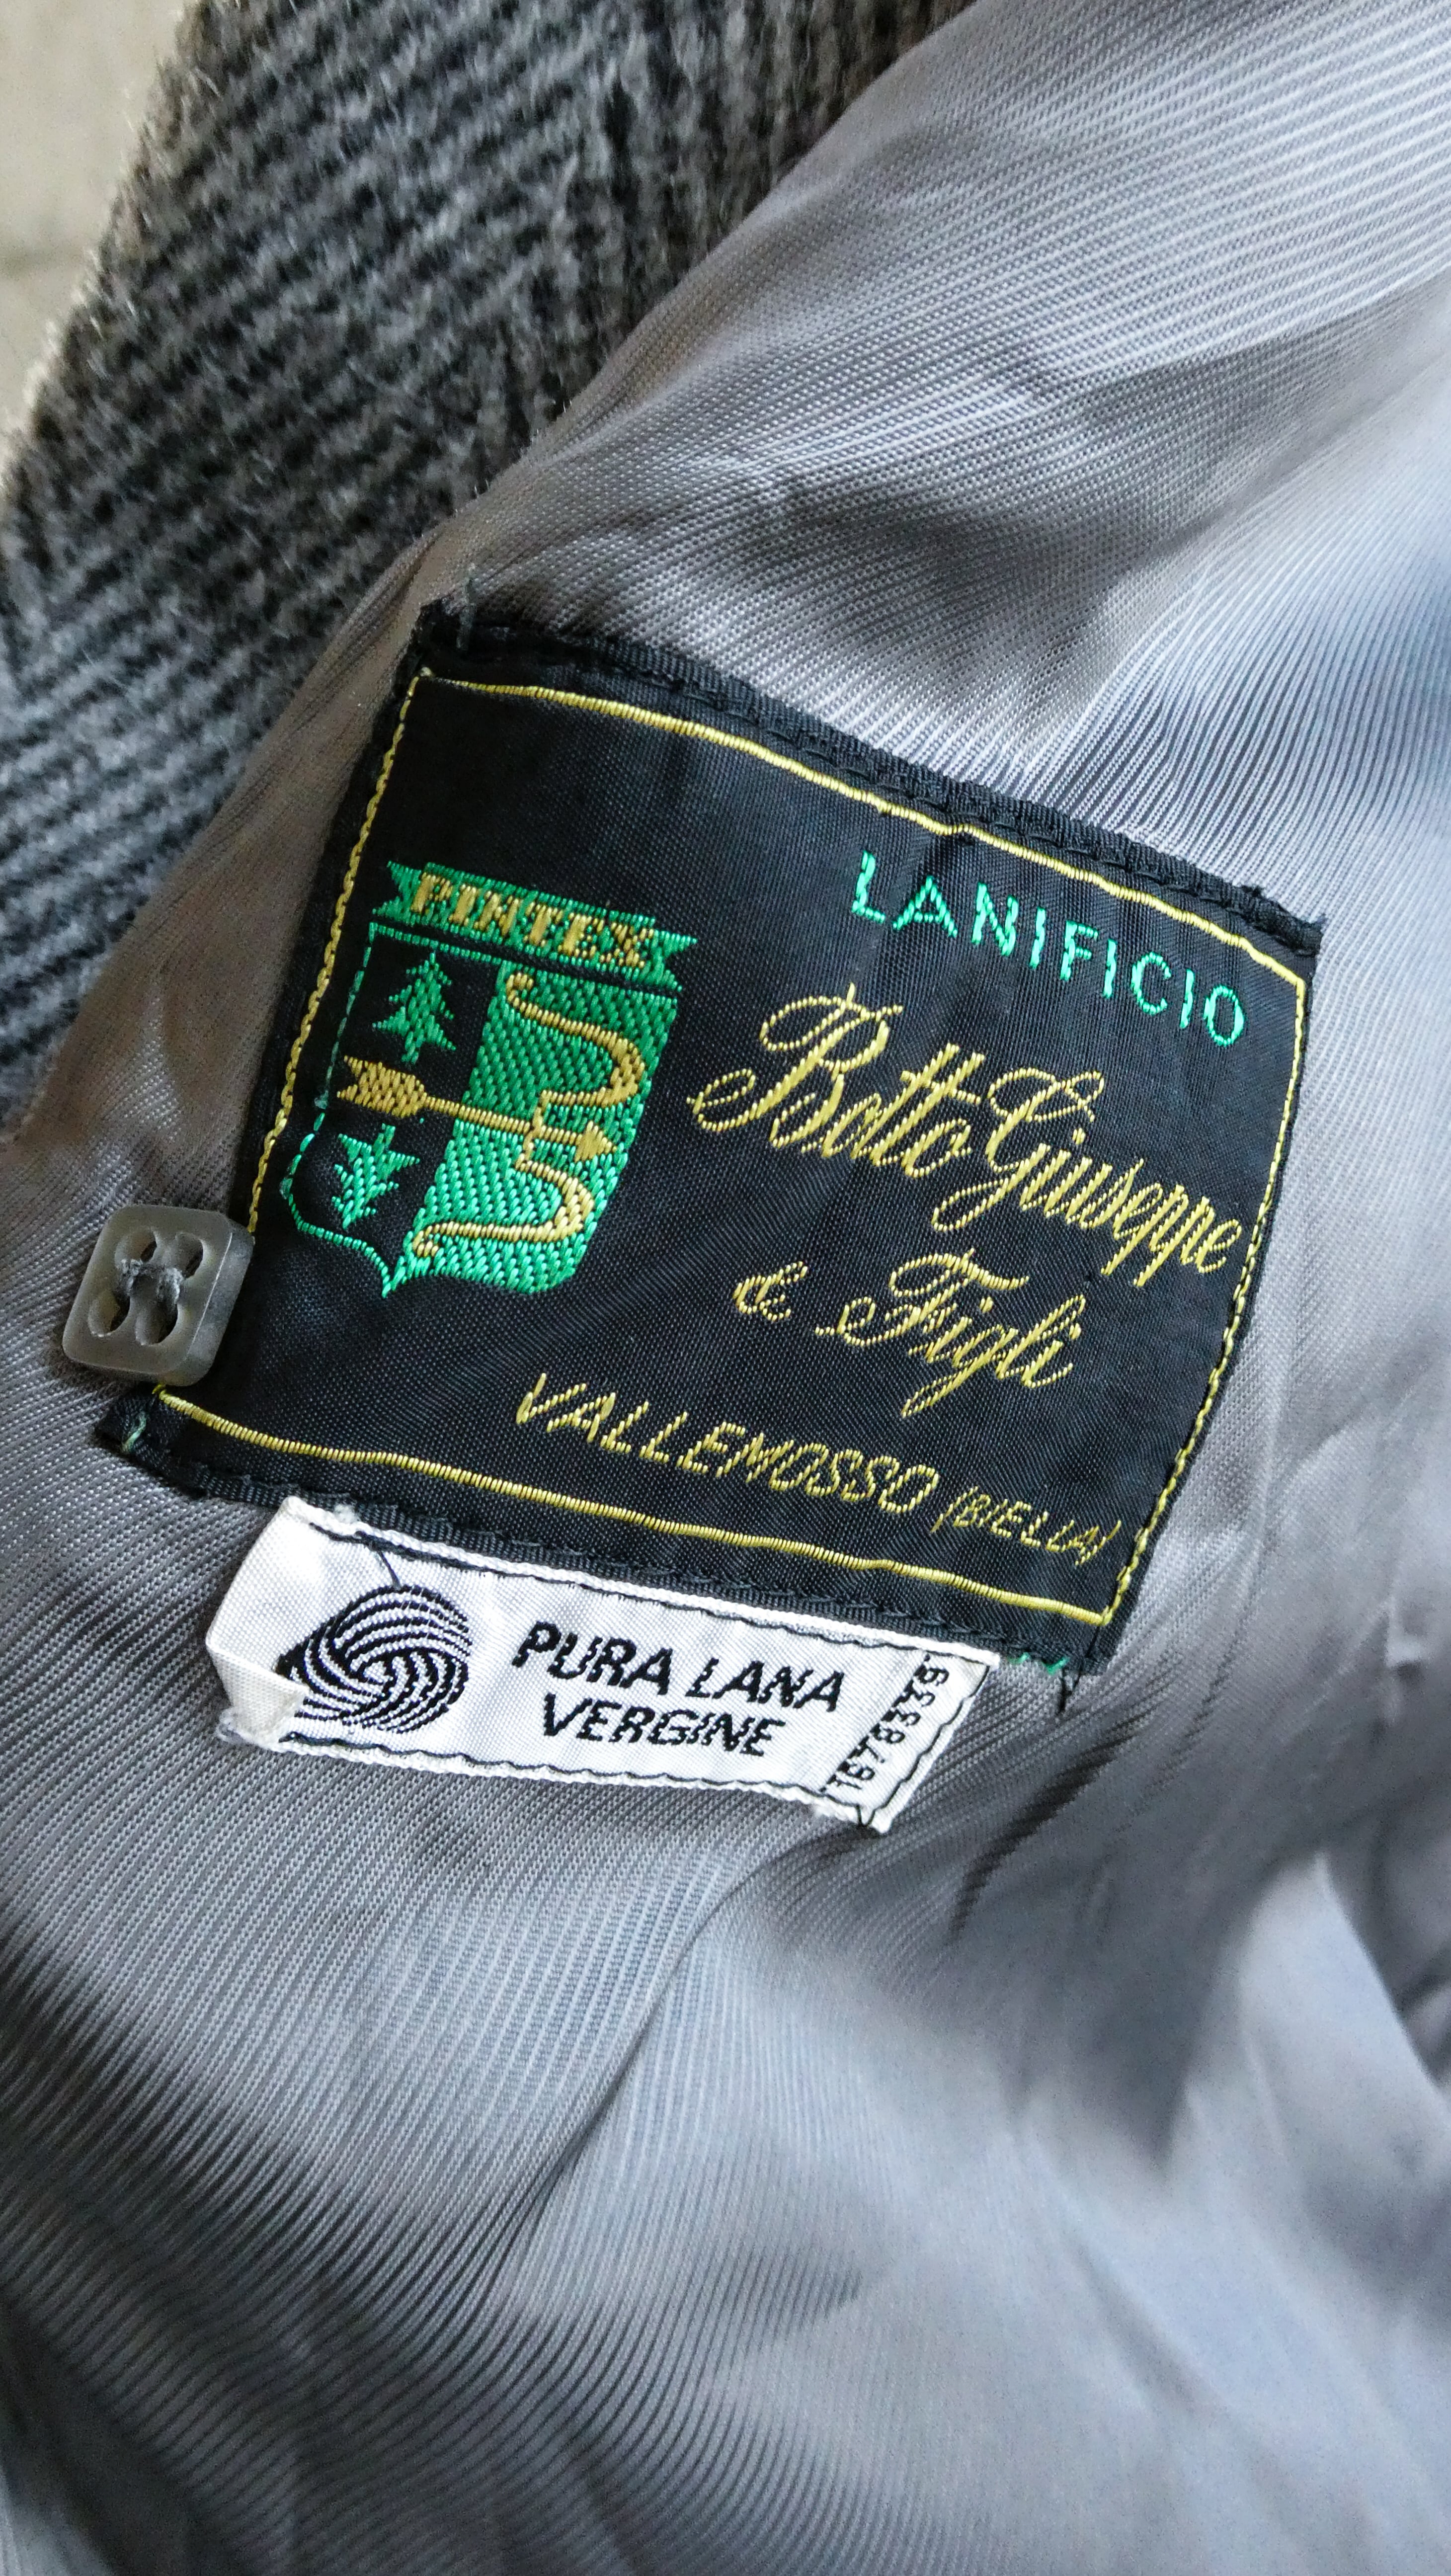 PINTEX
LANIFICIO
Botto Giuseppe
& Figli
VALLEMOSSO (BIELLA)
PURA LANA
VERGINE
1678339